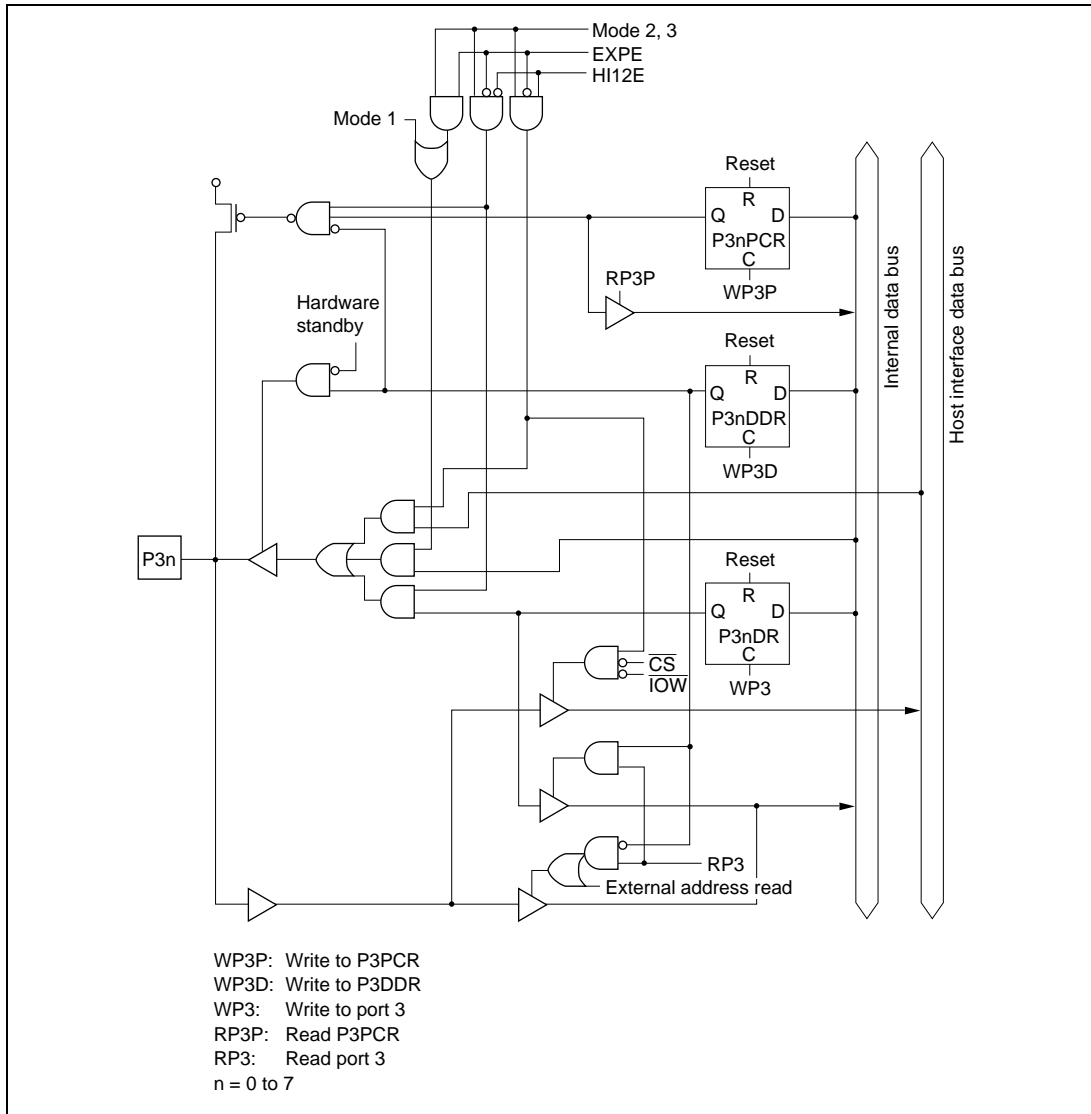 Mode 2, 3
EXPE
HI12E
Mode 1
Reset
R
Q D
P3nPCR
C
WP3P
RP3P
Hardware
standby
Reset
R
Q D
P3nDDR
C
WP3D
Internal data bus
Host interface data bus
P3n
Reset
R
Q D
P3nDR
C
WP3
CS
IOW
RP3
External address read
WP3P: Write to P3PCR
WP3D: Write to P3DDR
WP3: Write to port 3
RP3P: Read P3PCR
RP3: Read port 3
n = 0 to 7